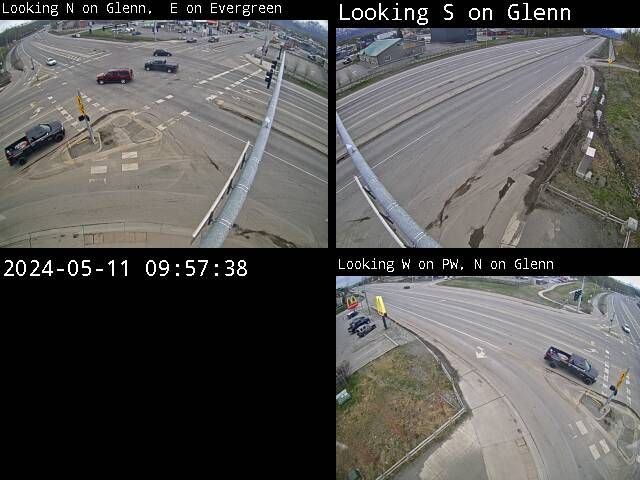 Looking N on Glenn,  E on Evergreen
Looking S on Glenn
2024-05-11 09:57:38
Looking W on PW, N on Glenn